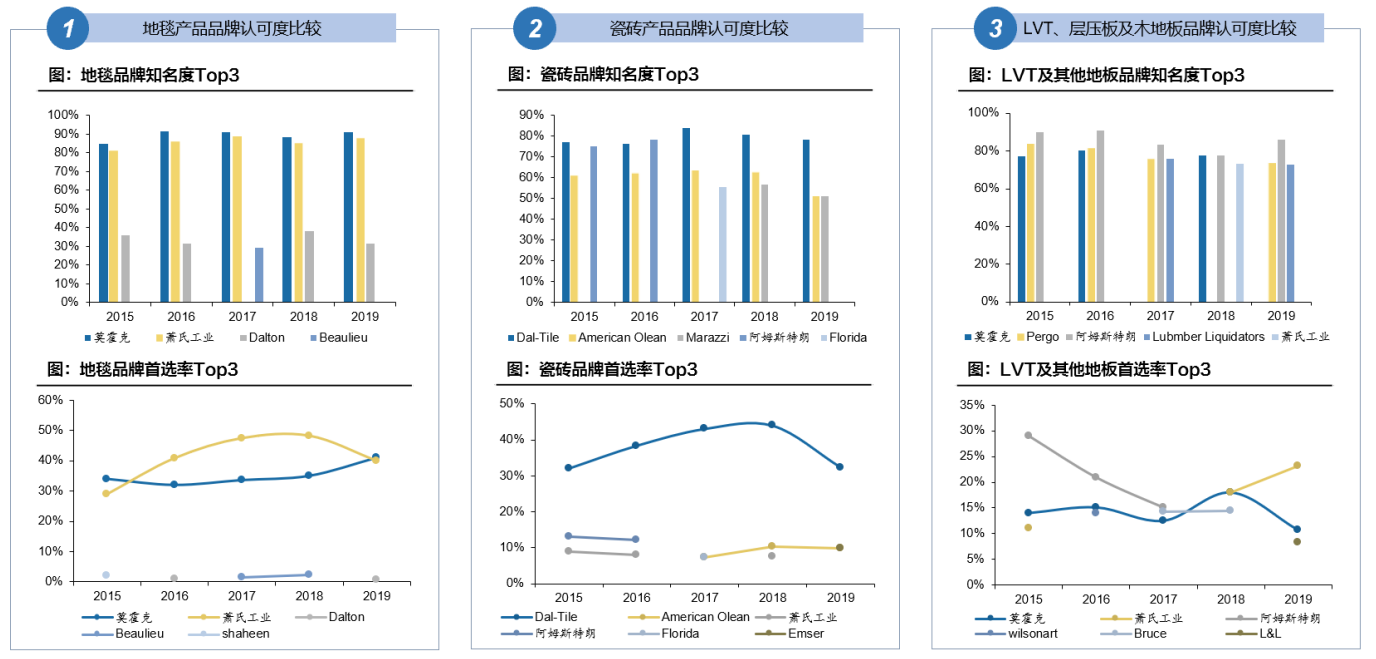 1 地毯产品品牌认可度比较
图：地毯品牌知名度Top3
100%
90%
80%
70%
60%
50%
40%
30%
20%
10%
0%
2015 2016 2017 2018 2019
莫霍克 萧氏工业 Dalton Beaulieu
图：地毯品牌首选率Top3
60%
50%
40%
30%
20%
10%
0%
2015 2016 2017 2018 2019
莫霍克 萧氏工业 Dalton
Beaulieu shaheen
2 瓷砖产品品牌认可度比较
图：瓷砖品牌知名度Top3
90%
80%
70%
60%
50%
40%
30%
20%
10%
0%
2015 2016 2017 2018 2019
Dal-Tile American Olean Marazzi 阿姆斯特朗 Florida
图：瓷砖品牌首选率Top3
50%
40%
30%
20%
10%
0%
2015 2016 2017 2018 2019
Dal-Tile American Olean 萧氏工业
阿姆斯特朗 Florida Emser
3 LVT、层压板及木地板品牌认可度比较
图：LVT及其他地板品牌知名度Top3
100%
80%
60%
40%
20%
0%
2015 2016 2017 2018 2019
莫霍克 Pergo 阿姆斯特朗 Lubmber Liquidators 萧氏工业
图：LVT及其他地板首选率Top3
35%
30%
25%
20%
15%
10%
5%
0%
2015 2016 2017 2018 2019
莫霍克 萧氏工业 阿姆斯特朗
wilsonart Bruce L&L